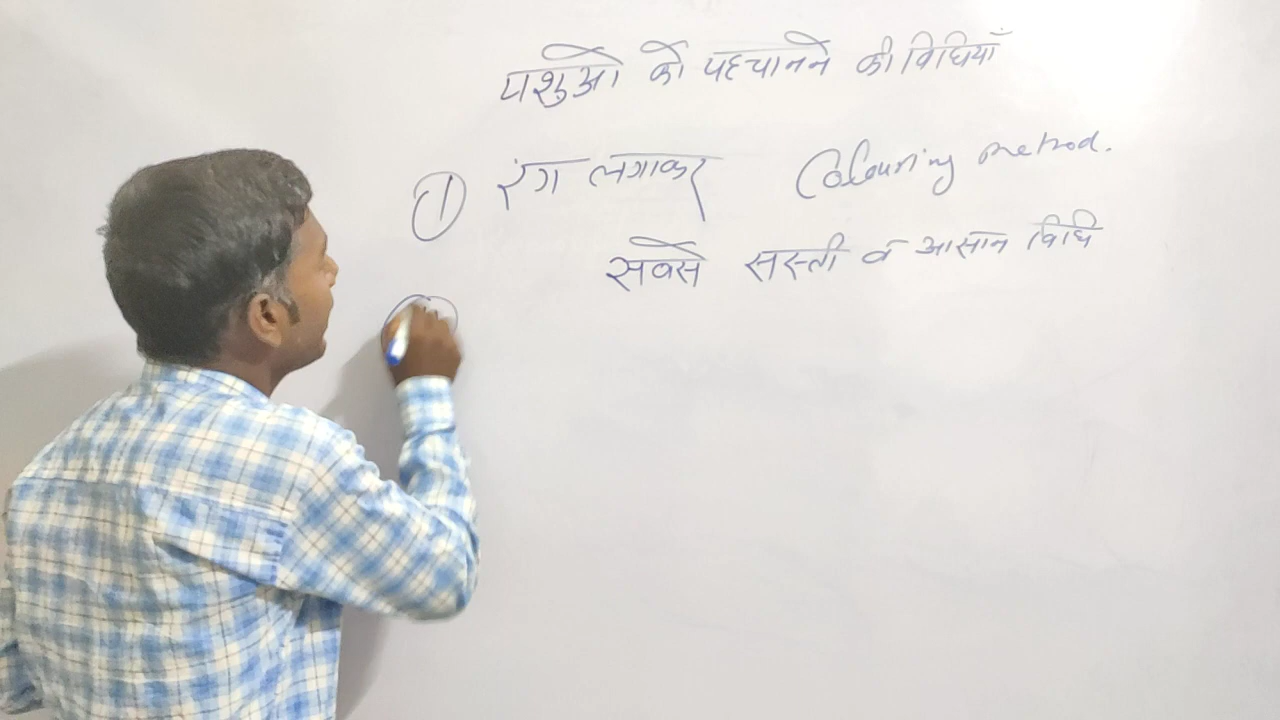 पशुओ को पहचानने की विधियाँ
① रंग लगाकर Colouring method.
सबसे सस्ती व आसान विधि